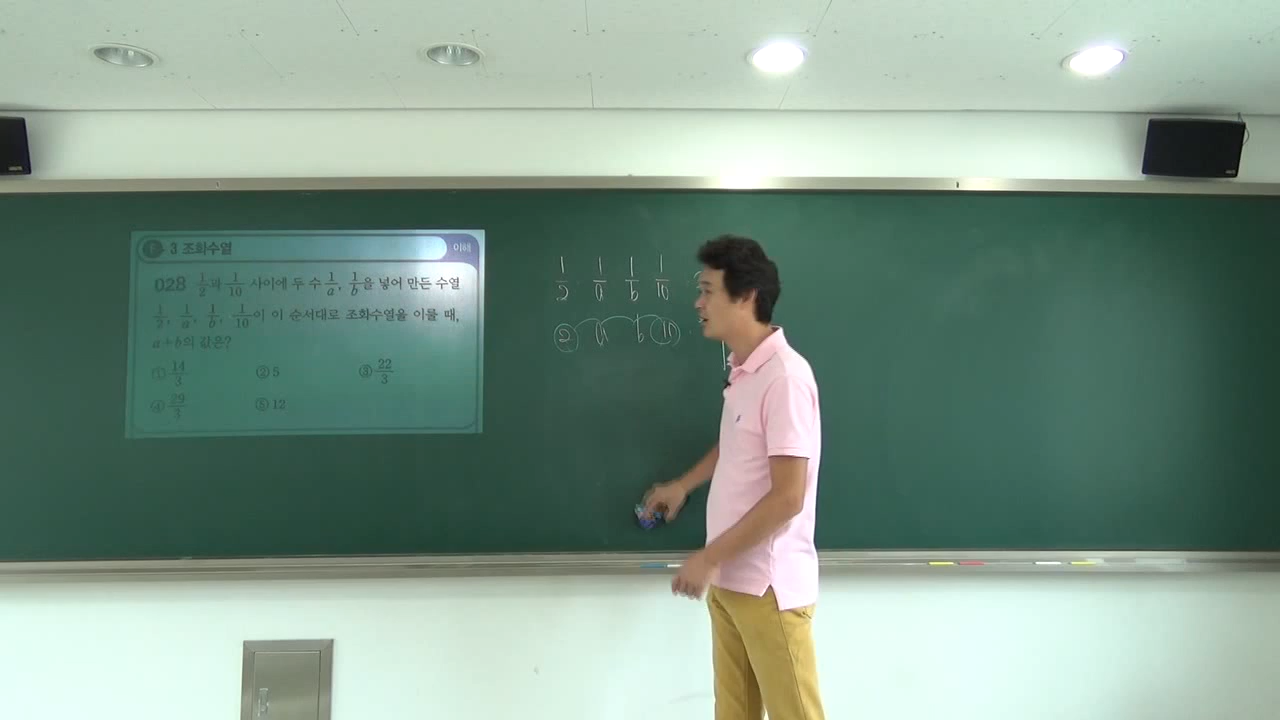 3 조화수열 이해
028 1/2과 1/10 사이에 두 수 1/a, 1/b을 넣어 만든 수열
1/2, 1/a, 1/b, 1/10이 이 순서대로 조화수열을 이룰 때,
a+b의 값은?
① 14/3 ② 5 ③ 22/3
④ 29/3 ⑤ 12
1/2 1/a 1/b 1/10
2 a b 10